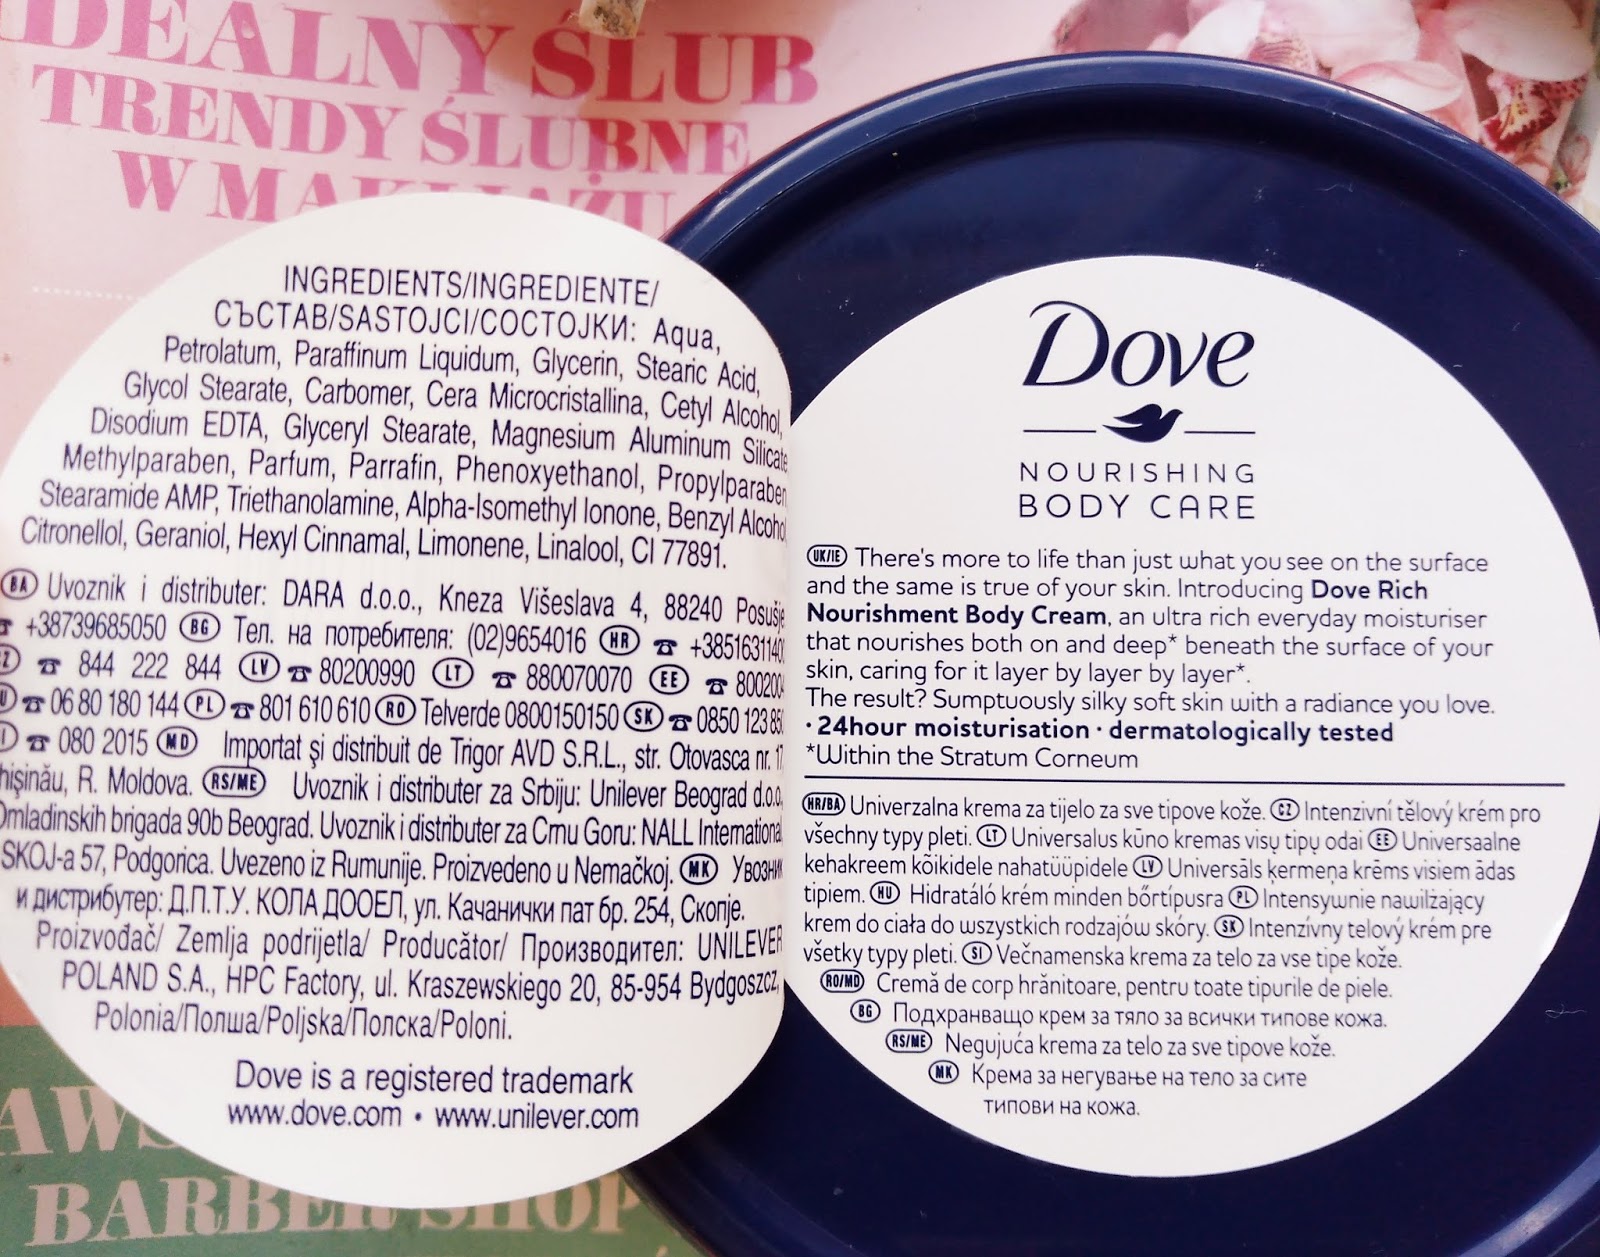 DEALNY ŚLUB
TRENDY ŚLUBNE
W MAKIJAŻU
INGREDIENTS/INGREDIENTE/
СЪСТАВ/SASTOJCI/СОСТОЈКИ: Aqua,
Petrolatum, Paraffinum Liquidum, Glycerin, Stearic Acid,
Glycol Stearate, Carbomer, Cera Microcristallina, Cetyl Alcohol,
Disodium EDTA, Glyceryl Stearate, Magnesium Aluminum Silicate
Methylparaben, Parfum, Parrafin, Phenoxyethanol, Propylparaben
Stearamide AMP, Triethanolamine, Alpha-Isomethyl Ionone, Benzyl Alcohol
Citronellol, Geraniol, Hexyl Cinnamal, Limonene, Linalool, CI 77891.
BA Uvoznik i distributer: DARA d.o.o., Kneza Višeslava 4, 88240 Posušje
☎ +38739685050 BG Тел. на потребителя: (02)9654016 HR ☎ +3851631140
☎ 844 222 844 LV ☎ 80200990 LT ☎ 880070070 EE ☎ 800200
☎ 06 80 180 144 PL ☎ 801 610 610 RO Telverde 0800150150 SK ☎ 0850 123 85
☎ 080 2015 MD Importat şi distribuit de Trigor AVD S.R.L., str. Otovasca nr. 17
hişinău, R. Moldova. RS/ME Uvoznik i distributer za Srbiju: Unilever Beograd d.o.o.
Omladinskih brigada 90b Beograd. Uvoznik i distributer za Crnu Goru: NALL International
SKOJ-a 57, Podgorica. Uvezeno iz Rumunije. Proizvedeno u Nemačkoj. MK Увозник
и дистрибутер: Д.П.Т.У. КОЛА ДООЕЛ, ул. Качанички пат бр. 254, Скопје.
Proizvođač/ Zemlja podrijetla/ Producător/ Производител: UNILEVER
POLAND S.A., HPC Factory, ul. Kraszewskiego 20, 85-954 Bydgoszcz,
Polonia/Полша/Poljska/Полска/Poloni.
Dove is a registered trademark
www.dove.com • www.unilever.com
Dove
NOURISHING
BODY CARE
UK/IE There's more to life than just what you see on the surface
and the same is true of your skin. Introducing Dove Rich
Nourishment Body Cream, an ultra rich everyday moisturiser
that nourishes both on and deep* beneath the surface of your
skin, caring for it layer by layer by layer*.
The result? Sumptuously silky soft skin with a radiance you love.
· 24hour moisturisation · dermatologically tested
*Within the Stratum Corneum
HR/BA Univerzalna krema za tijelo za sve tipove kože. CZ Intenzivní tělový krém pro
všechny typy pleti. LT Universalus kūno kremas visų tipų odai EE Universaalne
kehakreem kõikidele nahatüüpidele LV Universāls ķermeņa krēms visiem ādas
tipiem. HU Hidratáló krém minden bőrtípusra PL Intensywnie nawilżający
krem do ciała do wszystkich rodzajów skóry. SK Intenzívny telový krém pre
všetky typy pleti. SI Večnamenska krema za telo za vse tipe kože.
RO/MD Cremă de corp hrănitoare, pentru toate tipurile de piele.
BG Подхранващо крем за тяло за всички типове кожа.
RS/ME Negujuća krema za telo za sve tipove kože.
MK Крема за негување на тело за сите
типови на кожа.
AWS
BARBER SHOP